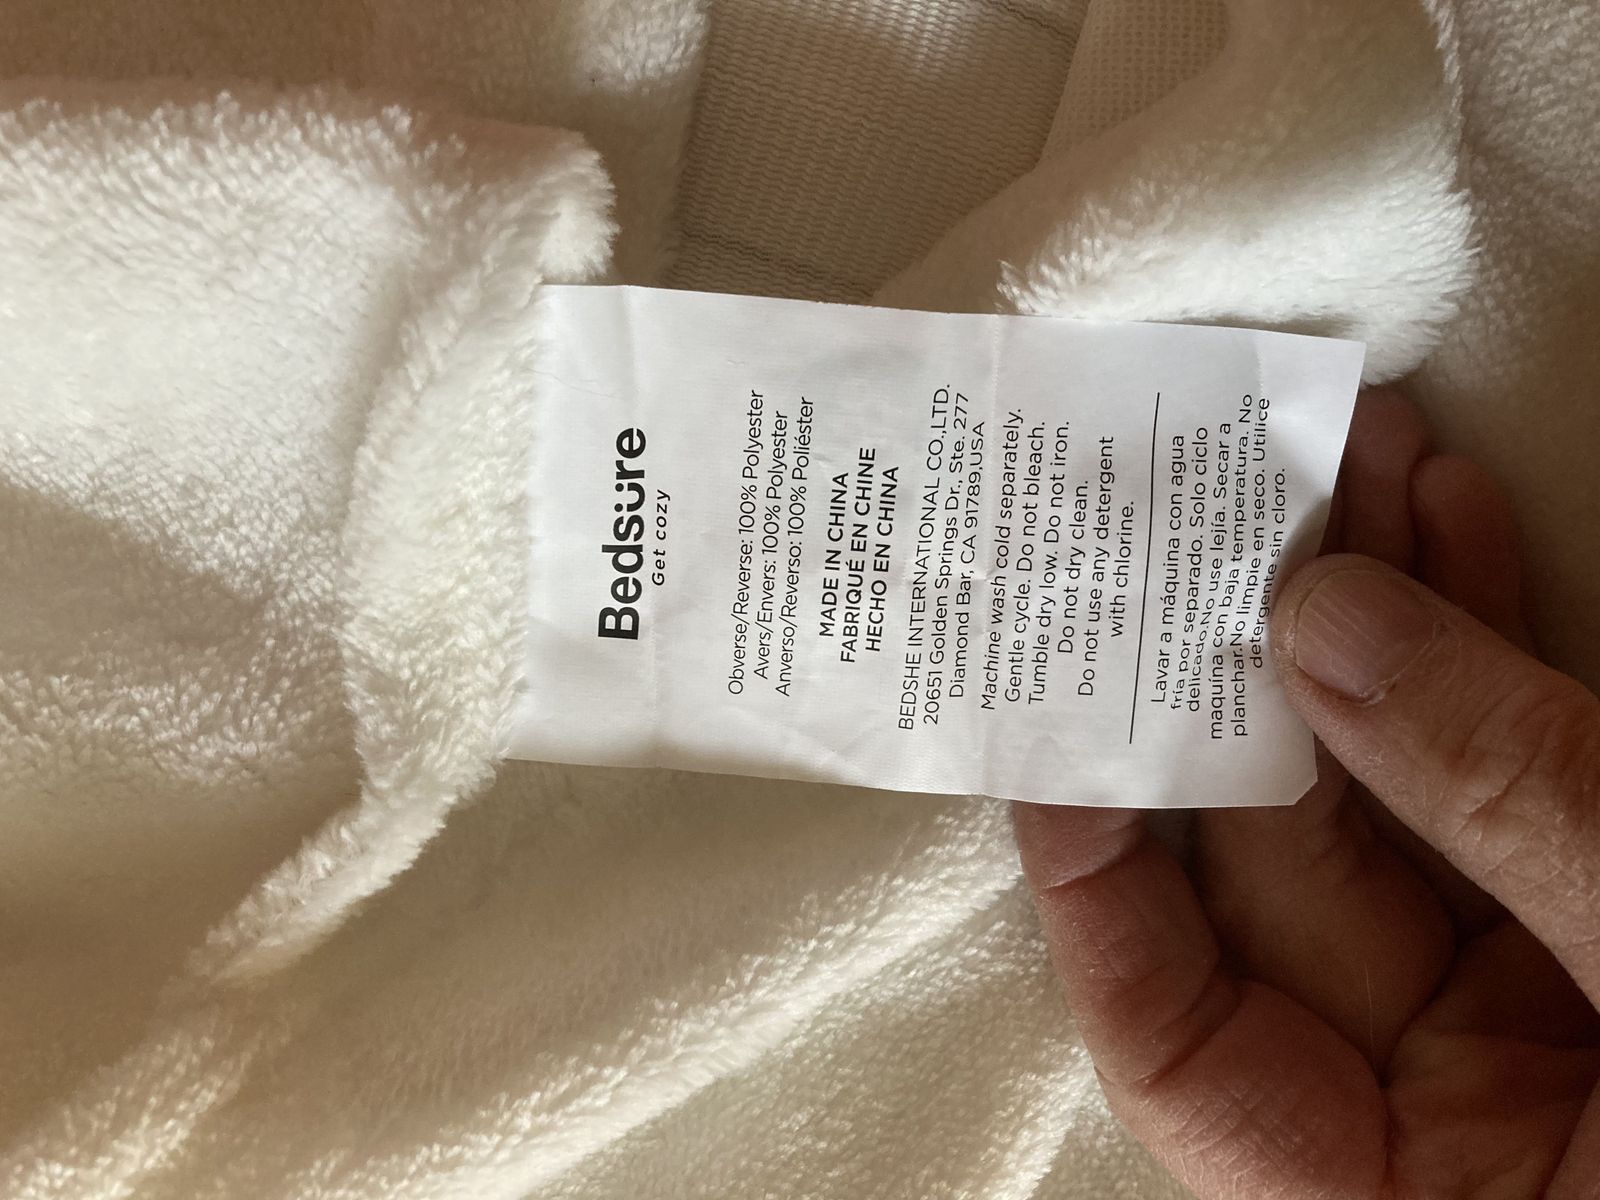 Bedsure
Get cozy
Obverse/Reverse: 100% Polyester
Avers/Envers: 100% Polyester
Anverso/Reverso: 100% Poliéster
MADE IN CHINA
FABRIQUÉ EN CHINE
HECHO EN CHINA
BEDSHE INTERNATIONAL CO.,LTD.
20651 Golden Springs Dr., Ste. 277
Diamond Bar, CA 91789,USA
Machine wash cold separately.
Gentle cycle. Do not bleach.
Tumble dry low. Do not iron.
Do not dry clean.
Do not use any detergent
with chlorine.
Lavar a máquina con agua
fría por separado. Solo ciclo
delicado.No use lejía. Secar a
maquína con baja temperatura. No
planchar.No limpie en seco. Utilice
detergente sin cloro.